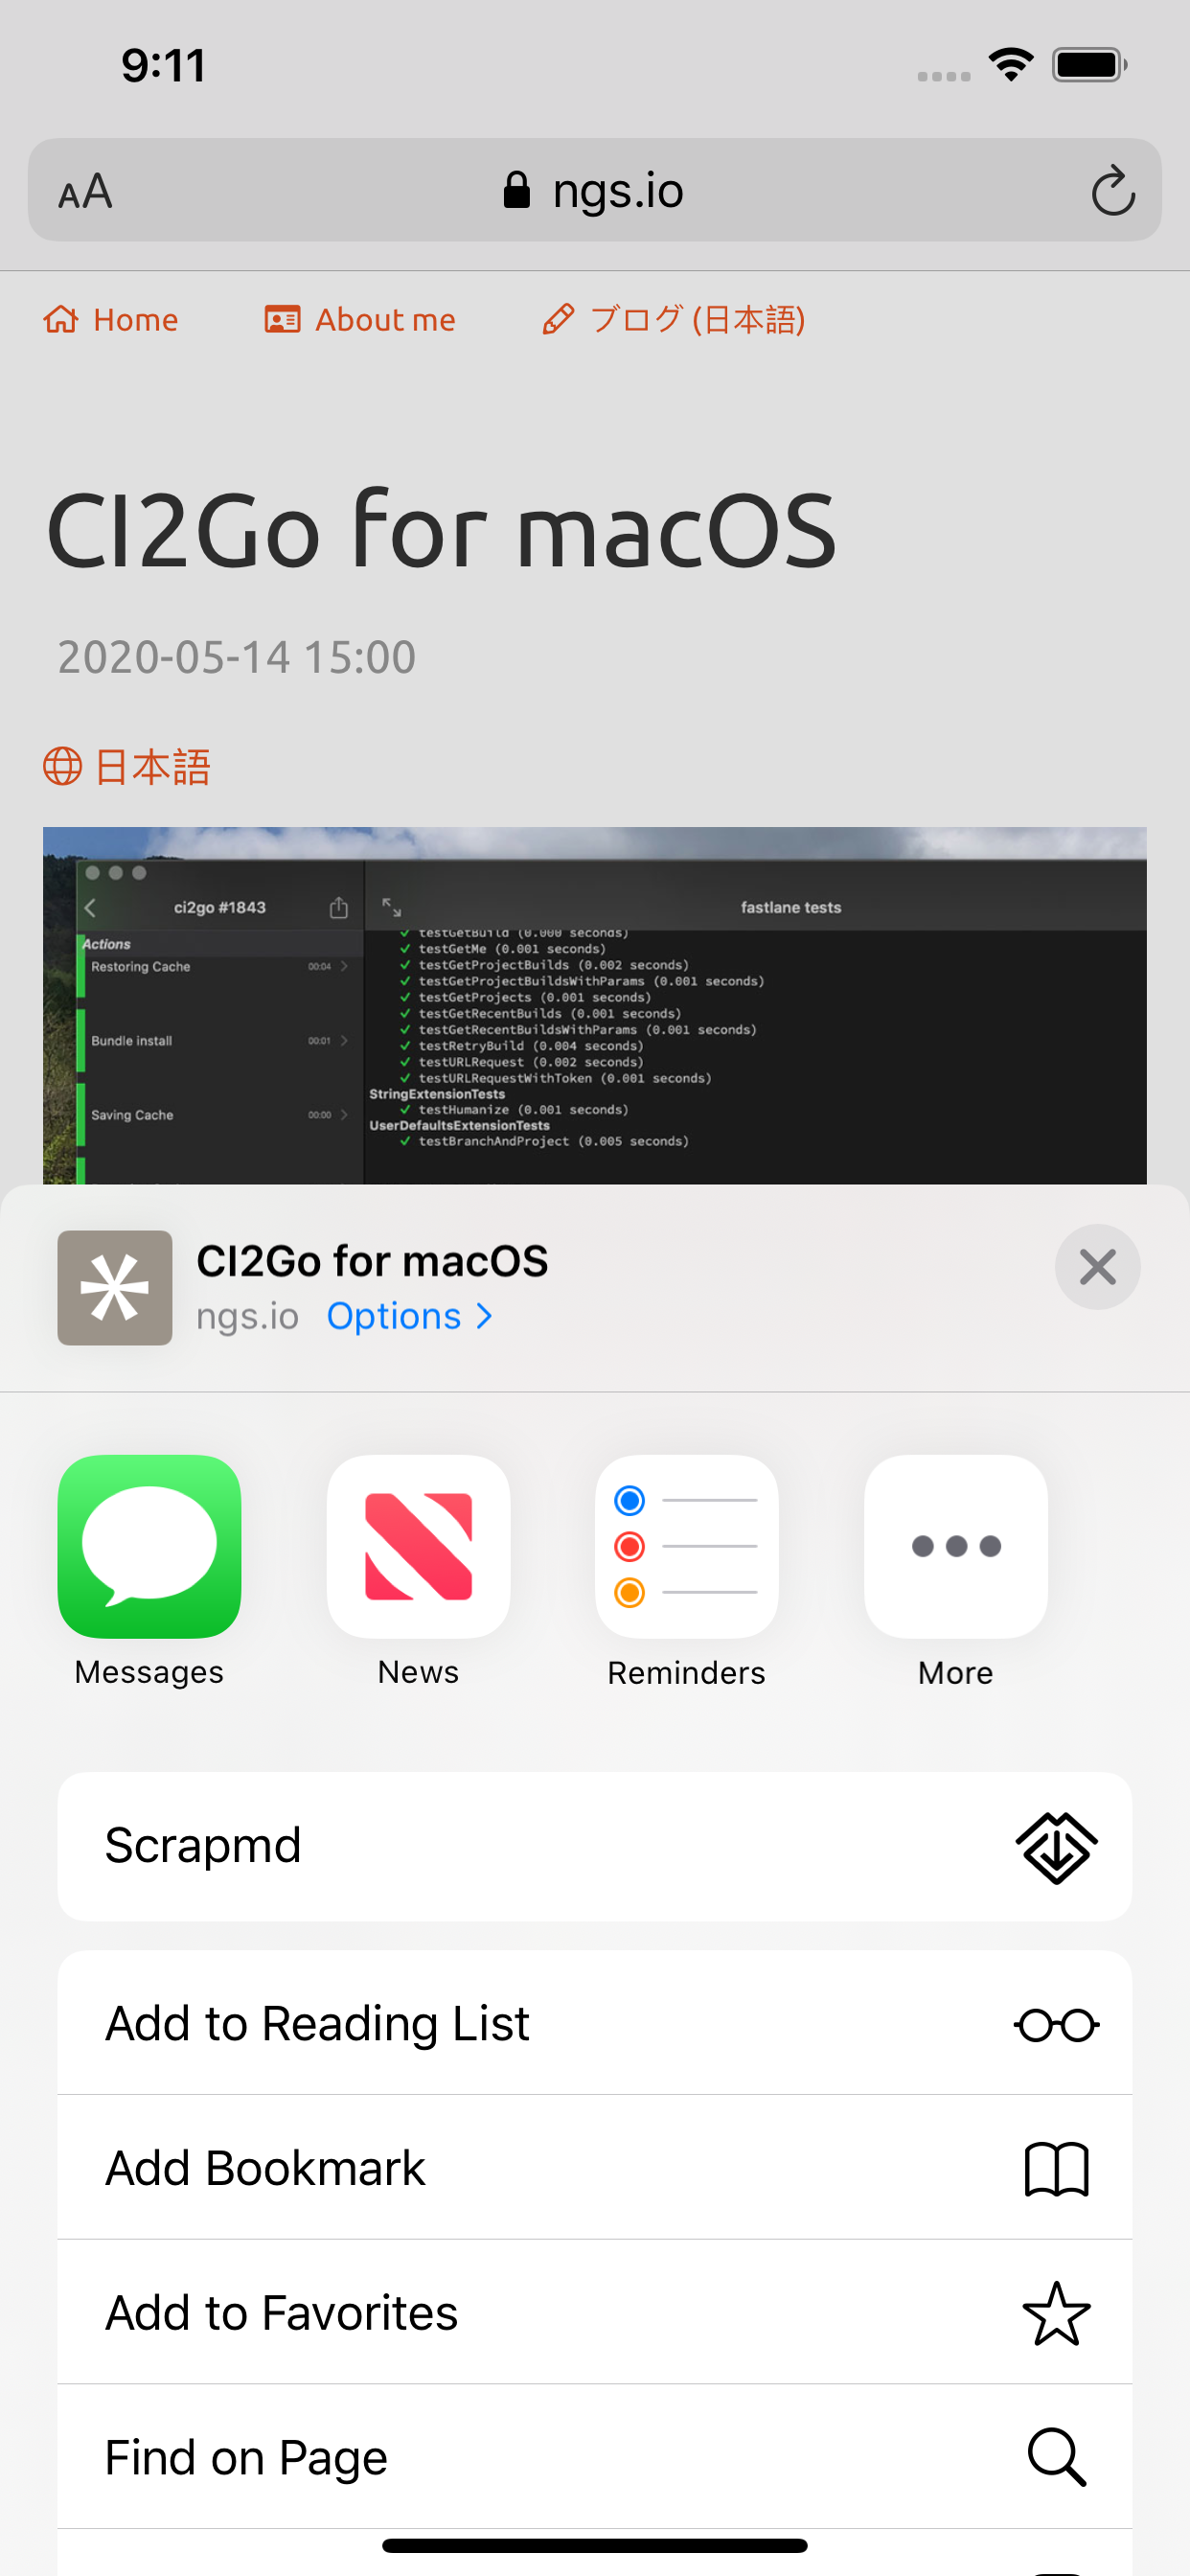 9:11
AA
ngs.io
Home
About me
ブログ (日本語)
CI2Go for macOS
2020-05-14 15:00
日本語
ci2go #1843
fastlane tests
Actions
Restoring Cache 00:04
Bundle install 00:01
Saving Cache 00:00
✓ testGetBuild (0.000 seconds)
✓ testGetMe (0.001 seconds)
✓ testGetProjectBuilds (0.002 seconds)
✓ testGetProjectBuildsWithParams (0.001 seconds)
✓ testGetProjects (0.001 seconds)
✓ testGetRecentBuilds (0.001 seconds)
✓ testGetRecentBuildsWithParams (0.001 seconds)
✓ testRetryBuild (0.004 seconds)
✓ testURLRequest (0.002 seconds)
✓ testURLRequestWithToken (0.001 seconds)
StringExtensionTests
✓ testHumanize (0.001 seconds)
UserDefaultsExtensionTests
✓ testBranchAndProject (0.005 seconds)
CI2Go for macOS
ngs.io Options >
Messages
News
Reminders
More
Scrapmd
Add to Reading List
Add Bookmark
Add to Favorites
Find on Page